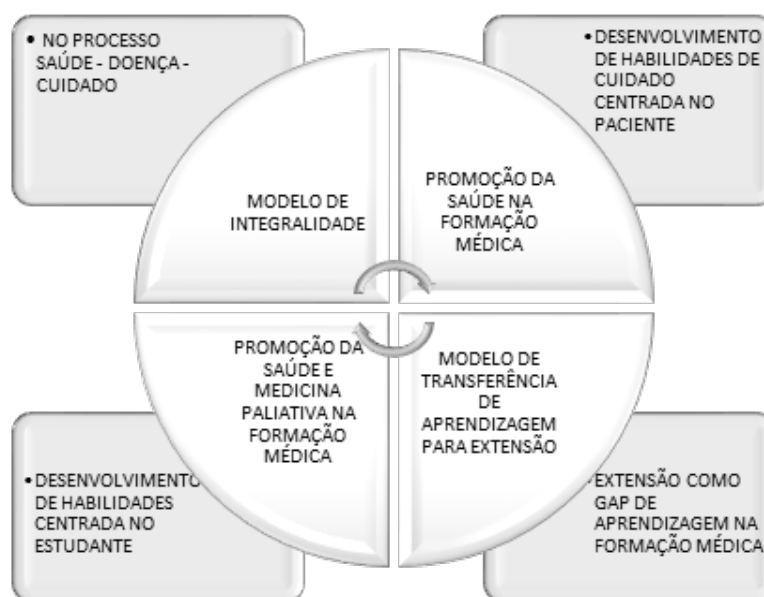 • NO PROCESSO
SAÚDE - DOENÇA -
CUIDADO
•DESENVOLVIMENTO
DE HABILIDADES DE
CUIDADO
CENTRADA NO
PACIENTE
MODELO DE
INTEGRALIDADE
PROMOÇÃO DA
SAÚDE NA
FORMAÇÃO
MÉDICA
PROMOÇÃO DA
SAÚDE E
MEDICINA
PALIATIVA NA
FORMAÇÃO
MÉDICA
MODELO DE
TRANSFERÊNCIA
DE
APRENDIZAGEM
PARA EXTENSÃO
•DESENVOLVIMENTO
DE HABILIDADES
CENTRADA NO
ESTUDANTE
EXTENSÃO COMO
GAP DE
APRENDIZAGEM NA
FORMAÇÃO MÉDICA